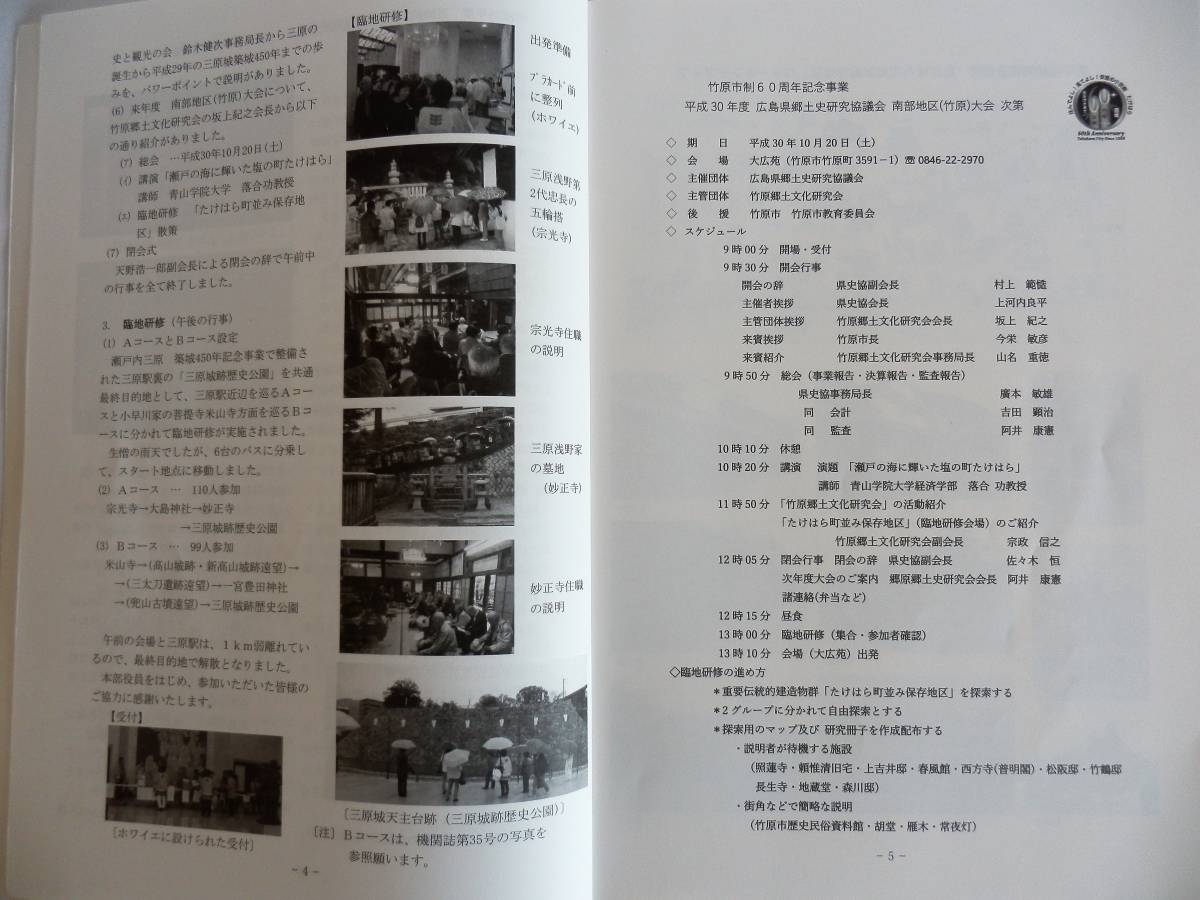 史と観光の会 鈴木健次事務局長から三原の
誕生から平成29年の三原城築城450年までの歩
みを、パワーポイントで説明がありました。
(6) 来年度 南部地区(竹原)大会について、
竹原郷土文化研究会の坂上紀之会長から以下
の通り紹介がありました。
(ｱ) 総会 …平成30年10月20日(土)
(ｲ) 講演「瀬戸の海に輝いた塩の町たけはら」
講師 青山学院大学 落合功教授
(ｴ) 臨地研修 「たけはら町並み保存地
区」散策
(7) 閉会式
天野浩一郎副会長による閉会の辞で午前中
の行事を全て終了しました。
3. 臨地研修(午後の行事)
(1) AコースとBコース設定
瀬戸内三原 築城450年記念事業で整備さ
れた三原駅裏の「三原城跡歴史公園」を共通
最終目的地として、三原駅近辺を巡るAコー
スと小早川家の菩提寺米山寺方面を巡るBコ
ースに分かれて臨地研修が実施されました。
生憎の雨天でしたが、6台のバスに分乗し
て、スタート地点に移動しました。
(2) Aコース … 110人参加
宗光寺→大島神社→妙正寺
→三原城跡歴史公園
(3) Bコース … 99人参加
米山寺→(高山城跡・新高山城跡遠望)→
→(三太刀遺跡遠望)→一宮豊田神社
→(兜山古墳遠望)→三原城跡歴史公園
午前の会場と三原駅は、1km弱離れてい
るので、最終目的地で解散となりました。
本部役員をはじめ、参加いただいた皆様の
ご協力に感謝いたします。
【受付】
[ホワイエに設けられた受付]
【臨地研修】
出発準備
ﾌﾟﾗｶｰﾄﾞ前
に整列
(ホワイエ)
三原浅野第
2代忠長の
五輪搭
(宗光寺)
宗光寺住職
の説明
三原浅野家
の墓地
(妙正寺)
妙正寺住職
の説明
[三原城天主台跡 (三原城跡歴史公園)]
[注] Bコースは、機関誌第35号の写真を
参照願います。
- 4 -
竹原市制60周年記念事業
平成30年度 広島県郷土史研究協議会 南部地区(竹原)大会 次第
60th Anniversary
◇ 期 日 平成30年10月20日(土)
◇ 会 場 大広苑(竹原市竹原町3591-1)☏0846-22-2970
◇ 主催団体 広島県郷土史研究協議会
◇ 主管団体 竹原郷土文化研究会
◇ 後 援 竹原市 竹原市教育委員会
◇ スケジュール
9時00分 開場・受付
9時30分 開会行事
開会の辞 県史協副会長 村上 範慥
主催者挨拶 県史協会長 上河内良平
主管団体挨拶 竹原郷土文化研究会会長 坂上 紀之
来賓挨拶 竹原市長 今栄 敏彦
来賓紹介 竹原郷土文化研究会事務局長 山名 重徳
9時50分 総会(事業報告・決算報告・監査報告)
県史協事務局長 廣本 敏雄
同 会計 吉田 顕治
同 監査 阿井 康憲
10時10分 休憩
10時20分 講演 演題 「瀬戸の海に輝いた塩の町たけはら」
講師 青山学院大学経済学部 落合 功教授
11時50分 「竹原郷土文化研究会」の活動紹介
「たけはら町並み保存地区」(臨地研修会場)のご紹介
竹原郷土文化研究会副会長 宗政 信之
12時05分 閉会行事 閉会の辞 県史協副会長 佐々木 恒
次年度大会のご案内 郷原郷土史研究会会長 阿井 康憲
諸連絡(弁当など)
12時15分 昼食
13時00分 臨地研修(集合・参加者確認)
13時10分 会場(大広苑)出発
◇臨地研修の進め方
＊重要伝統的建造物群「たけはら町並み保存地区」を探索する
＊2グループに分かれて自由探索とする
＊探索用のマップ及び 研究冊子を作成配布する
・説明者が待機する施設
(照蓮寺・頼惟清旧宅・上吉井邸・春風館・西方寺(普明閣)・松阪邸・竹鶴邸
長生寺・地蔵堂・森川邸)
・街角などで簡略な説明
(竹原市歴史民俗資料館・胡堂・雁木・常夜灯)
- 5 -